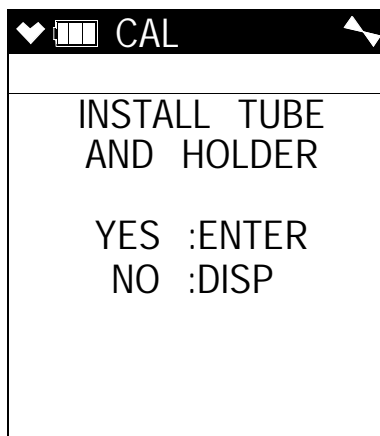 CAL
INSTALL TUBE
AND HOLDER
YES :ENTER
NO :DISP